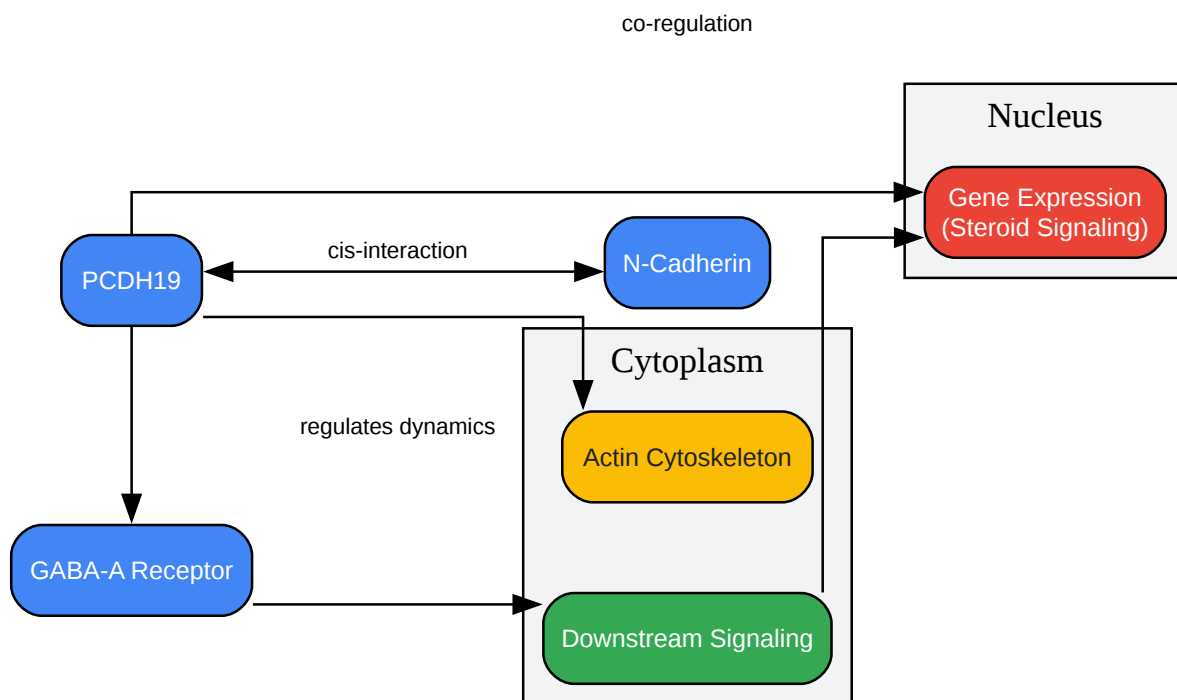 co-regulation
Nucleus
Gene Expression
(Steroid Signaling)
cis-interaction
PCDH19
N-Cadherin
Cytoplasm
regulates dynamics
Actin Cytoskeleton
GABA-A Receptor
Downstream Signaling